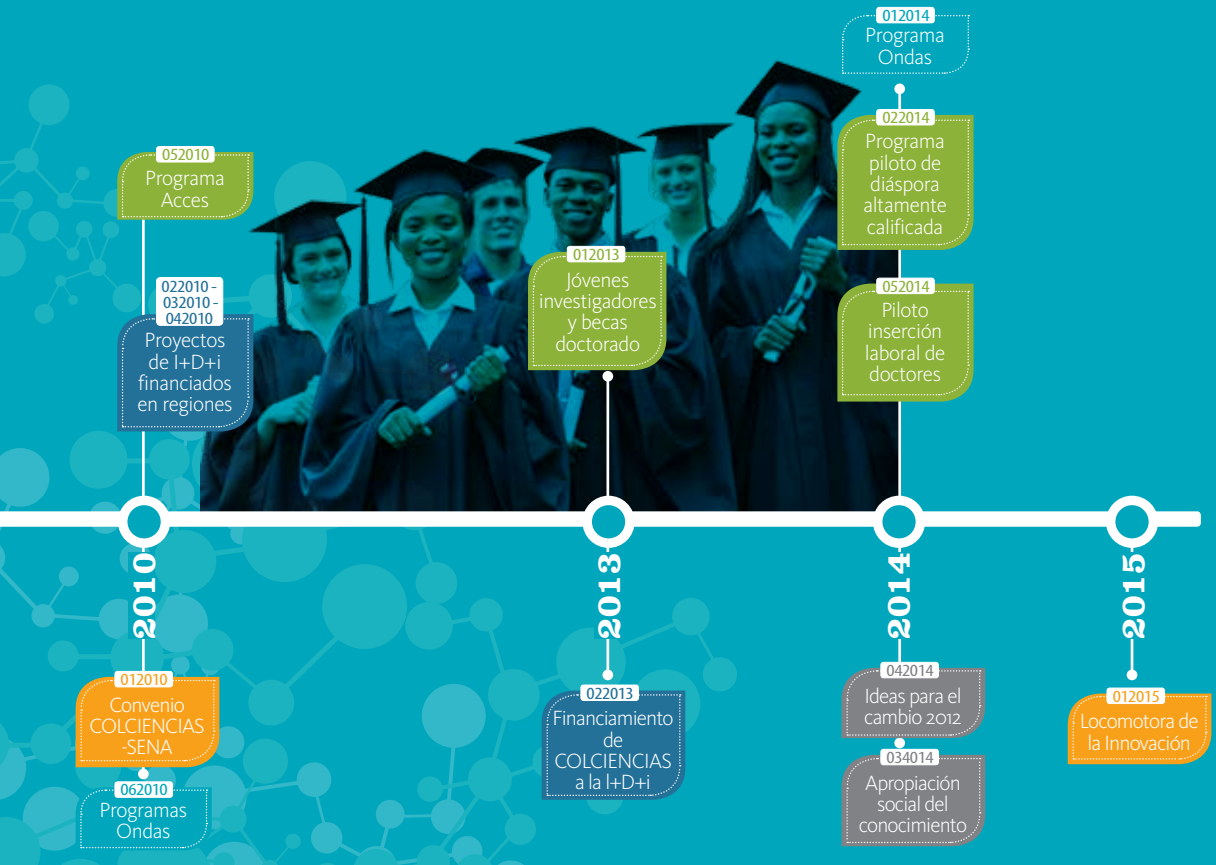 052010
Programa
Acces
022010 -
032010 -
042010
Proyectos
de I+D+i
financiados
en regiones
2010
012010
Convenio
COLCIENCIAS
-SENA
062010
Programas
Ondas
012013
Jóvenes
investigadores
y becas
doctorado
2013
022013
Financiamiento
de
COLCIENCIAS
a la I+D+i
012014
Programa
Ondas
022014
Programa
piloto de
diáspora
altamente
calificada
052014
Piloto
inserción
laboral de
doctores
2014
042014
Ideas para el
cambio 2012
034014
Apropiación
social del
conocimiento
2015
012015
Locomotora de
la Innovación